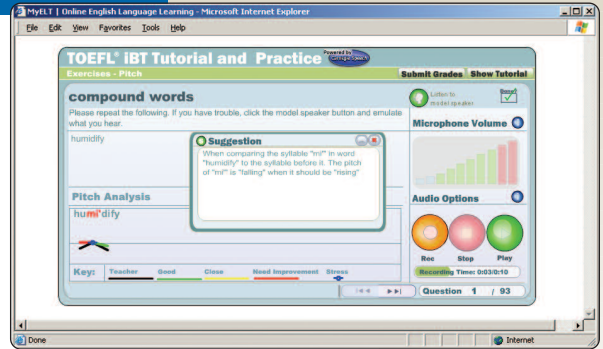 MyELT | Online English Language Learning - Microsoft Internet Explorer
File Edit View Favorites Tools Help
TOEFL® iBT Tutorial and Practice
Powered by
Exercises - Pitch
Submit Grades Show Tutorial
compound words
Please repeat the following. If you have trouble, click the model speaker button and emulate
what you hear.
Listen to
model speaker
humidify
Microphone Volume
Suggestion
When comparing the syllable "mi'" in word
"humidify" to the syllable before it. The pitch
of "mi'" is "falling" when it should be "rising"
Pitch Analysis
humi'dify
Audio Options
Rec Stop Play
Key: Teacher Good Close Need Improvement Stress
Recording Time: 0:03/0:10
Question 1 / 93
Done
Internet